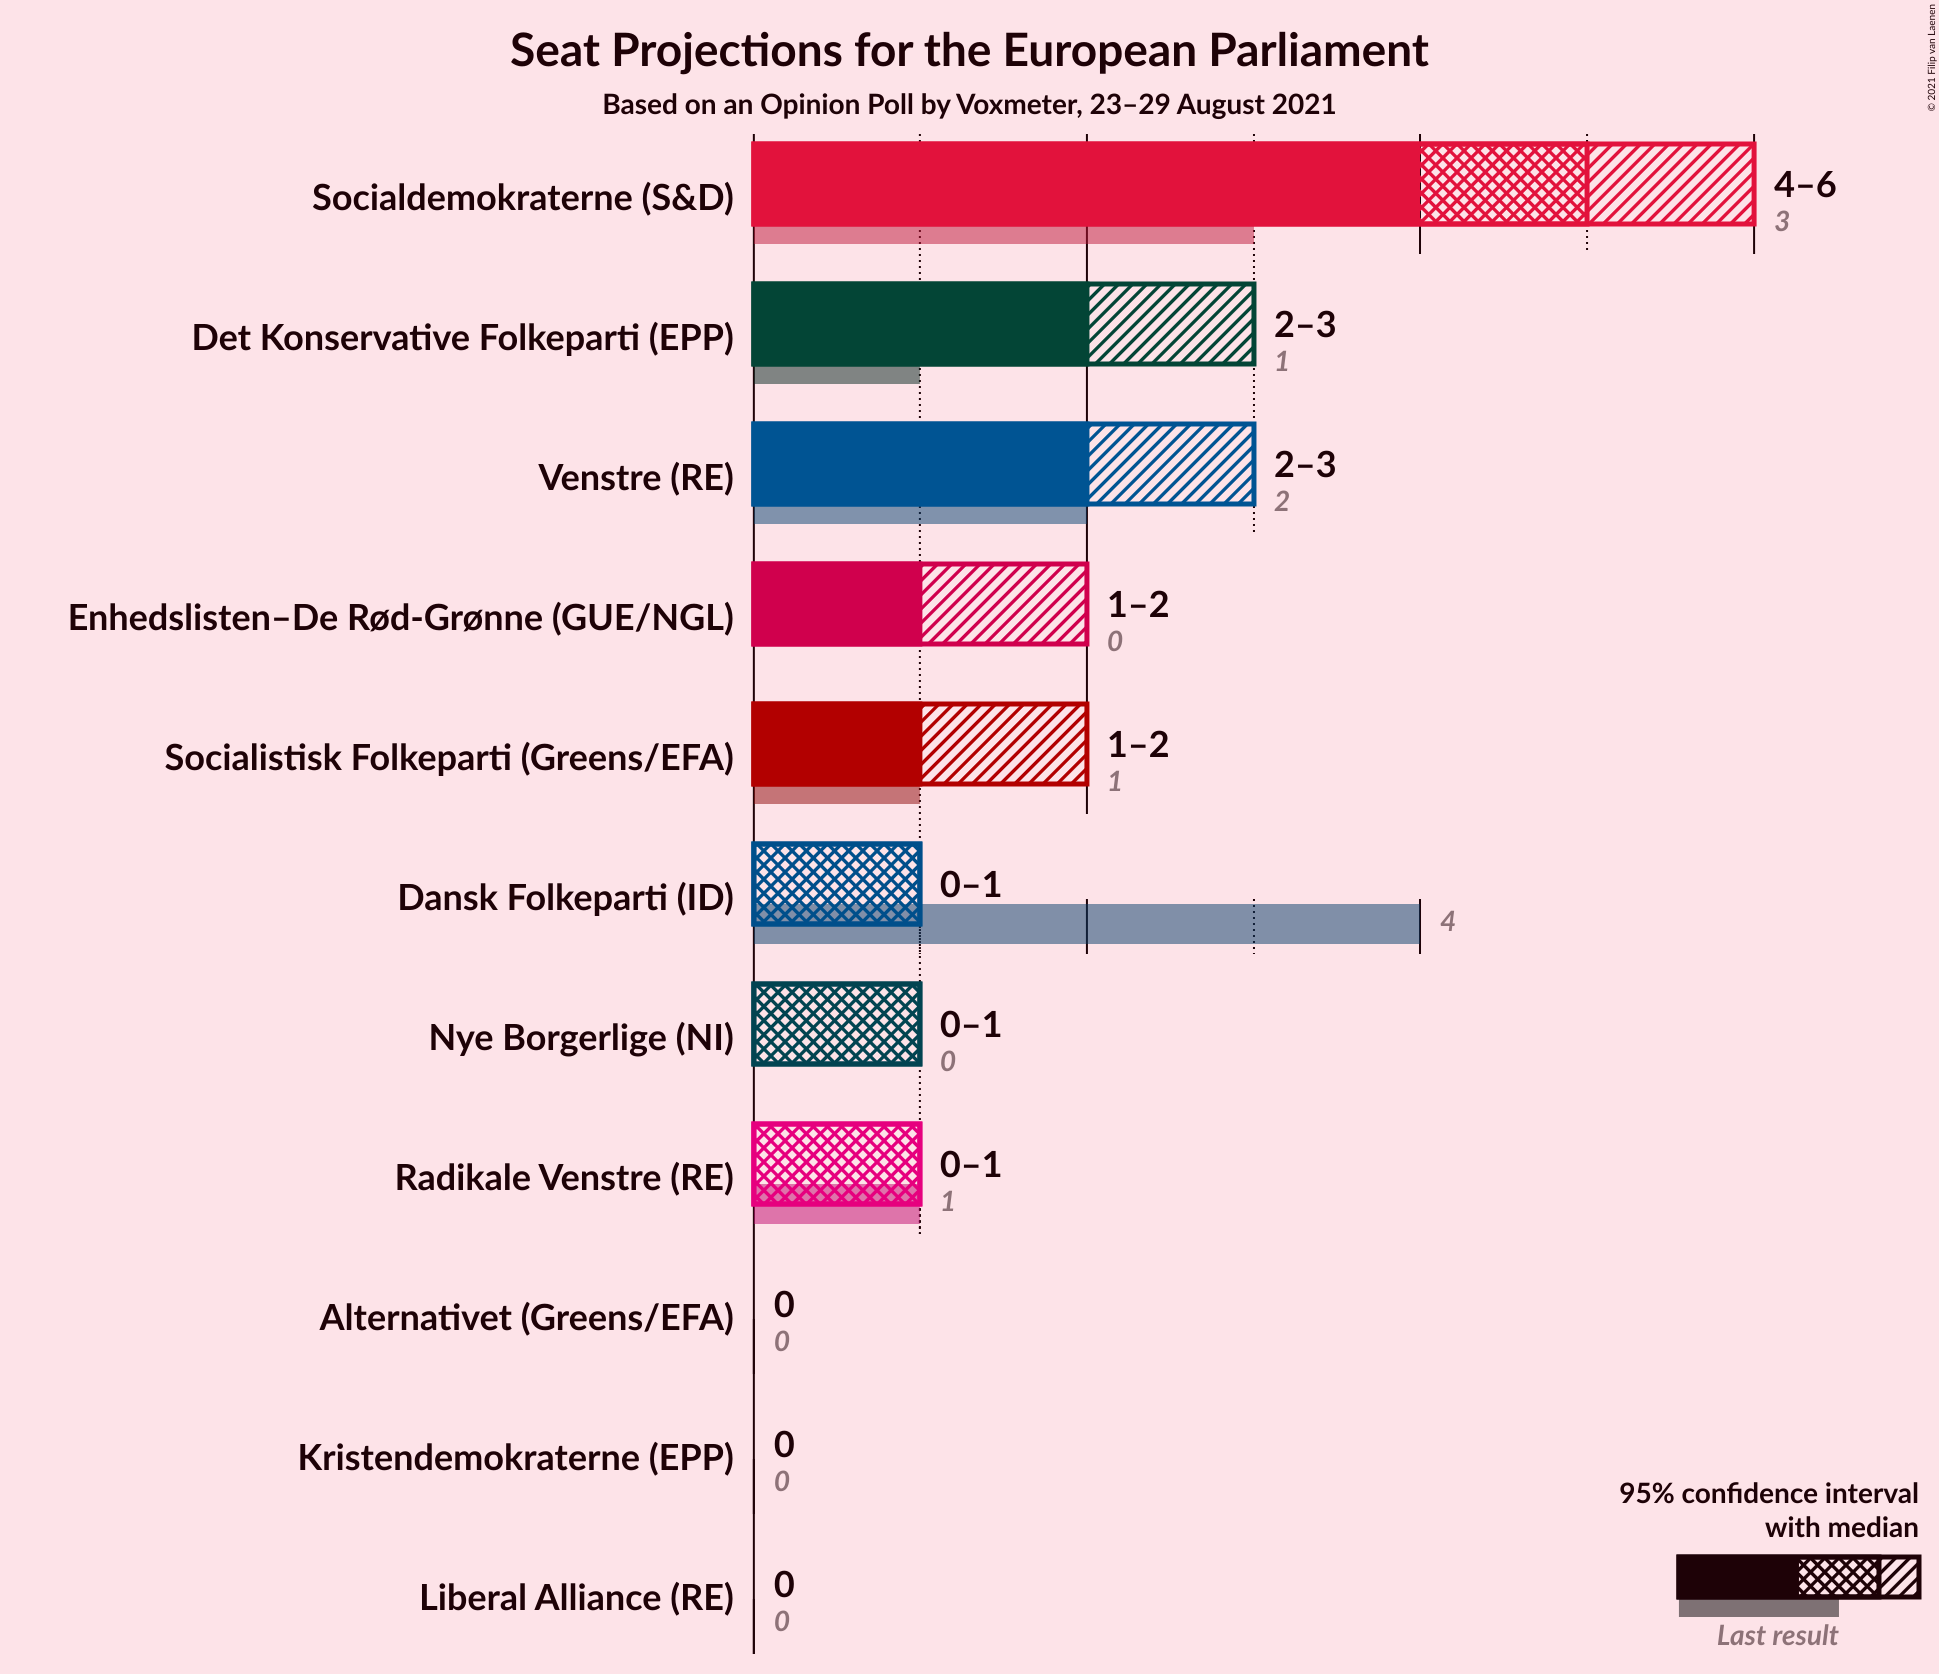 Seat Projections for the European Parliament
Based on an Opinion Poll by Voxmeter, 23–29 August 2021
© 2021 Filip van Laenen
Socialdemokraterne (S&D)
4–6
3
Det Konservative Folkeparti (EPP)
2–3
1
Venstre (RE)
2–3
2
Enhedslisten–De Rød-Grønne (GUE/NGL)
1–2
0
Socialistisk Folkeparti (Greens/EFA)
1–2
1
Dansk Folkeparti (ID)
0–1
4
Nye Borgerlige (NI)
0–1
0
Radikale Venstre (RE)
0–1
1
Alternativet (Greens/EFA)
0
0
Kristendemokraterne (EPP)
0
0
Liberal Alliance (RE)
0
0
95% confidence interval
with median
Last result